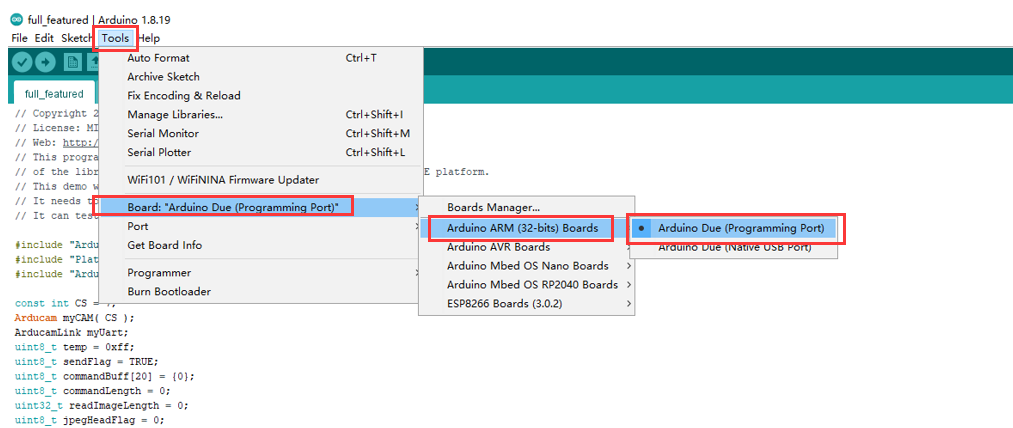 full_featured | Arduino 1.8.19
File Edit Sketch Tools Help
Auto Format Ctrl+T
Archive Sketch
full_featured
Fix Encoding & Reload
// Copyright 2
Manage Libraries... Ctrl+Shift+I
// License: MI
Serial Monitor Ctrl+Shift+M
// Web: http:/
Serial Plotter Ctrl+Shift+L
// This progra
// of the libr
E platform.
WiFi101 / WiFiNINA Firmware Updater
// This demo w
// It needs to
Board: "Arduino Due (Programming Port)"
Boards Manager...
// It can test
Port
Arduino ARM (32-bits) Boards
Arduino Due (Programming Port)
Get Board Info
Arduino AVR Boards
Arduino Due (Native USB Port)
#include "Ardu
#include "Plat
Arduino Mbed OS Nano Boards
#include "Ardu
Programmer
Arduino Mbed OS RP2040 Boards
Burn Bootloader
ESP8266 Boards (3.0.2)
const int CS =
Arducam myCAM( CS );
ArducamLink myUart;
uint8_t temp = 0xff;
uint8_t sendFlag = TRUE;
uint8_t commandBuff[20] = {0};
uint8_t commandLength = 0;
uint32_t readImageLength = 0;
uint8_t jpegHeadFlag = 0;